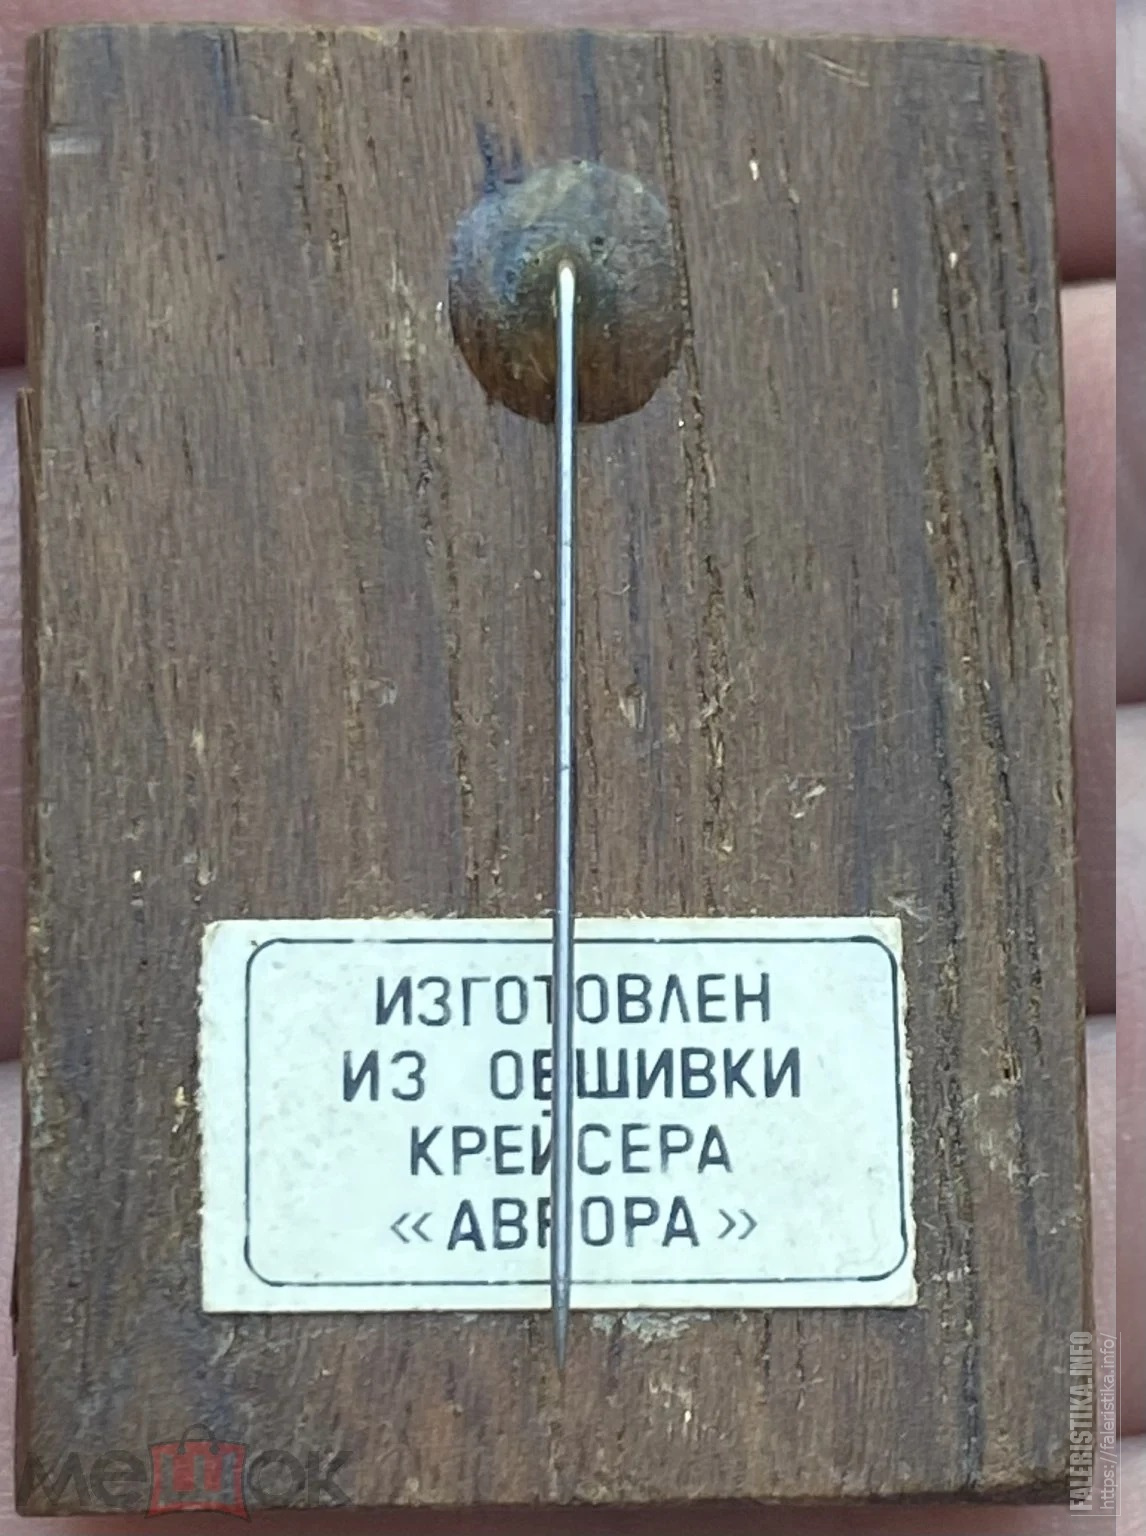 ИЗГОТОВЛЕН
ИЗ ОБШИВКИ
КРЕЙСЕРА
«АВРОРА»
мешок
FALERISTIKA.INFO
https://faleristika.info/